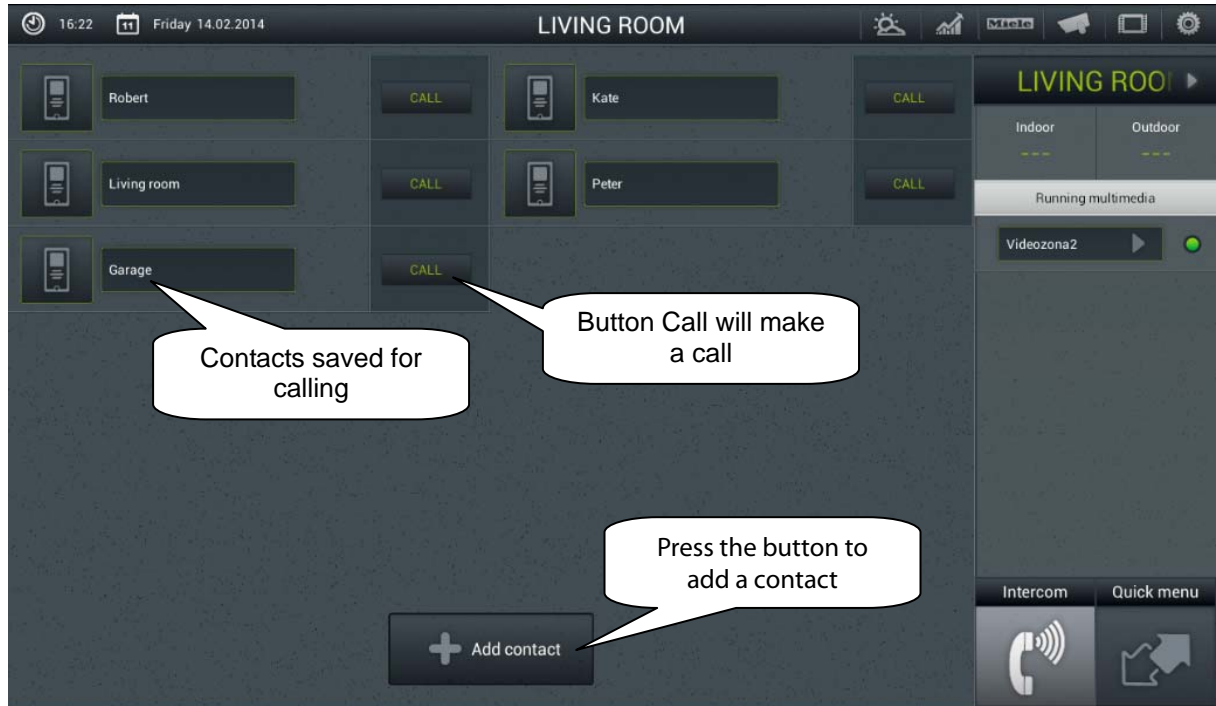 16:22
11
Friday 14.02.2014
LIVING ROOM
Miele
Robert
CALL
Kate
CALL
Living room
CALL
Peter
CALL
Garage
CALL
Contacts saved for
calling
Button Call will make
a call
Press the button to
add a contact
Add contact
LIVING ROO
Indoor
Outdoor
---
---
Running multimedia
Videozona2
Intercom
Quick menu